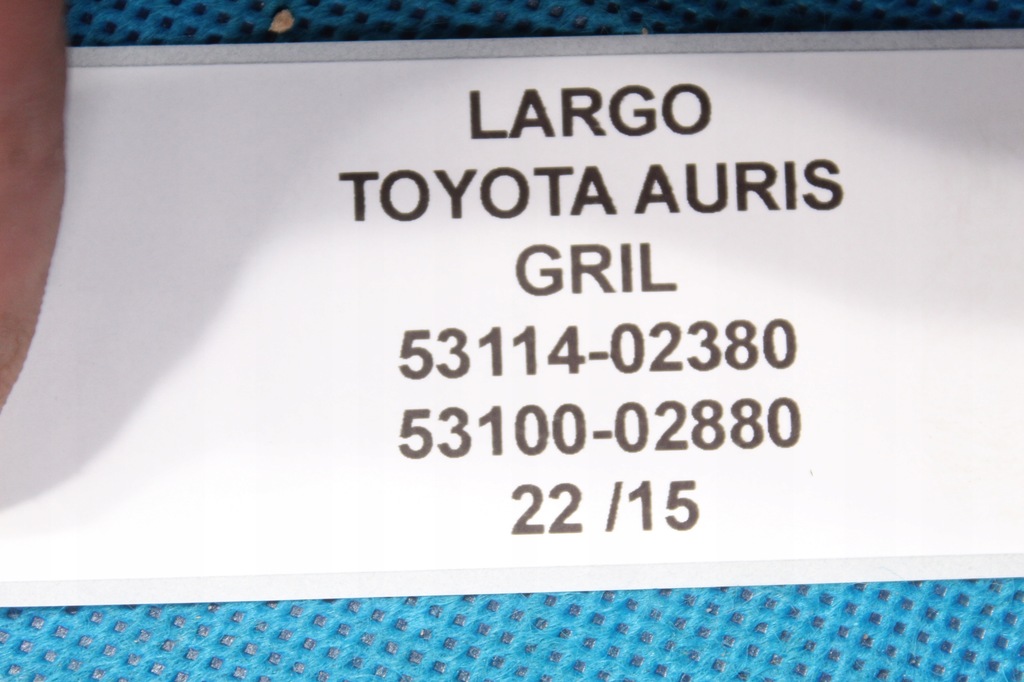 LARGO
TOYOTA AURIS
GRIL
53114-02380
53100-02880
22 /15